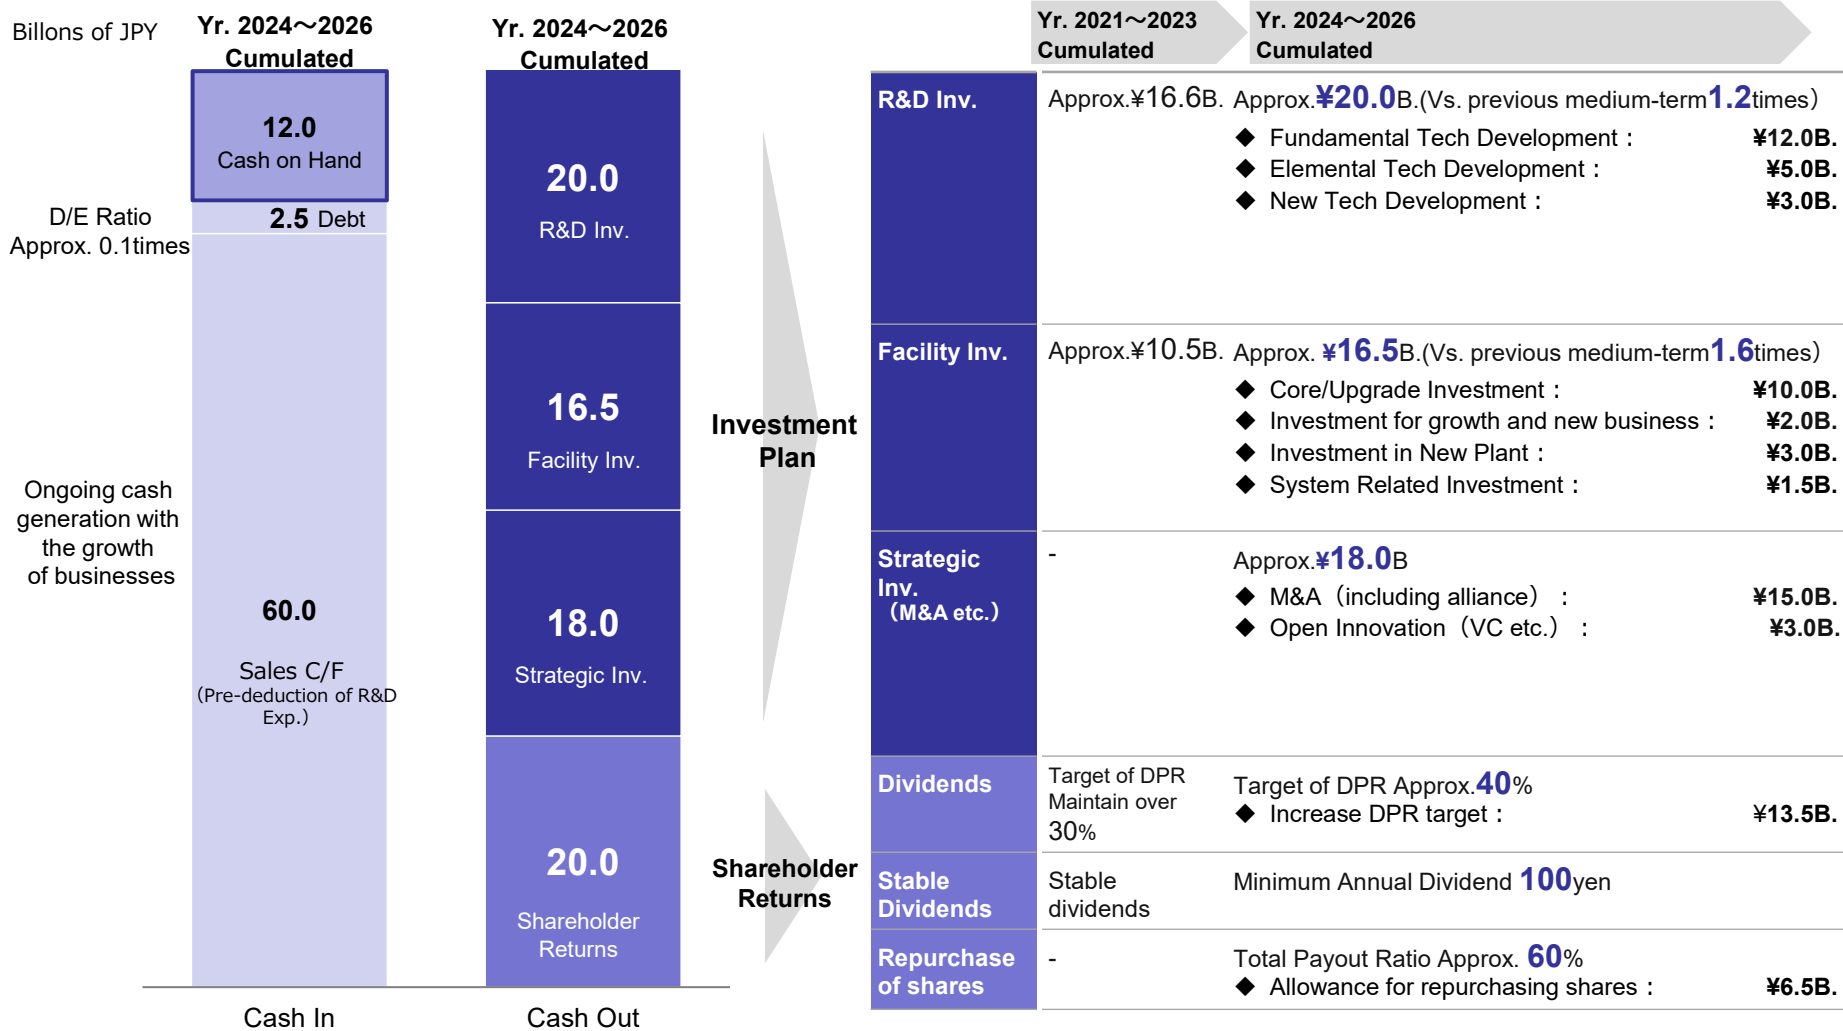 Billons of JPY
Yr. 2024～2026
Cumulated
Yr. 2024～2026
Cumulated
12.0
Cash on Hand
D/E Ratio
Approx. 0.1times
2.5 Debt
Ongoing cash
generation with
the growth
of businesses
60.0
Sales C/F
（Pre-deduction of R&D
Exp.）
Cash In
20.0
R&D Inv.
16.5
Facility Inv.
18.0
Strategic Inv.
20.0
Shareholder
Returns
Cash Out
Investment
Plan
Shareholder
Returns
Yr. 2021～2023
Cumulated
Yr. 2024～2026
Cumulated
R&D Inv.
Approx.¥16.6B.
Approx.¥20.0B.(Vs. previous medium-term1.2times）
◆ Fundamental Tech Development： ¥12.0B.
◆ Elemental Tech Development： ¥5.0B.
◆ New Tech Development： ¥3.0B.
Facility Inv.
Approx.¥10.5B.
Approx. ¥16.5B.(Vs. previous medium-term1.6times）
◆ Core/Upgrade Investment： ¥10.0B.
◆ Investment for growth and new business： ¥2.0B.
◆ Investment in New Plant： ¥3.0B.
◆ System Related Investment： ¥1.5B.
Strategic
Inv.
（M&A etc.）
-
Approx.¥18.0B
◆ M&A（including alliance）： ¥15.0B.
◆ Open Innovation（VC etc.）： ¥3.0B.
Dividends
Target of DPR
Maintain over
30%
Target of DPR Approx.40%
◆ Increase DPR target： ¥13.5B.
Stable
Dividends
Stable
dividends
Minimum Annual Dividend 100yen
Repurchase
of shares
-
Total Payout Ratio Approx. 60%
◆ Allowance for repurchasing shares： ¥6.5B.